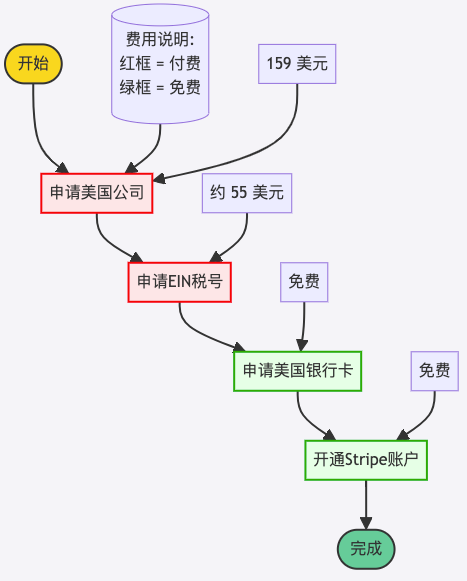 开始
费用说明:
红框 = 付费
绿框 = 免费
159 美元
申请美国公司
约 55 美元
申请EIN税号
免费
申请美国银行卡
免费
开通Stripe账户
完成